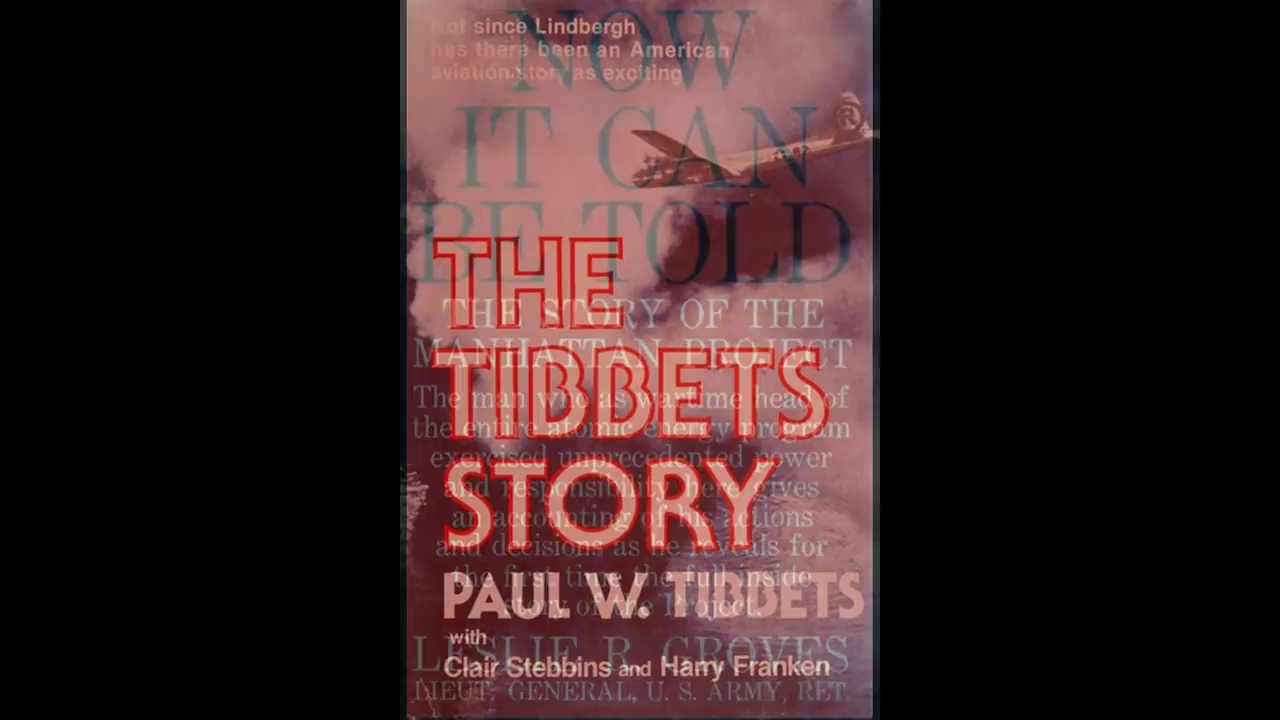 Not since Lindbergh
has there been an American
aviation story as exciting
NOW
IT CAN
BE TOLD
THE
TIBBETS
STORY
THE STORY OF THE
MANHATTAN PROJECT
The man who as wartime head of
the entire atomic energy program
exercised unprecedented power
and responsibility here gives
an accounting of his actions
and decisions as he reveals for
the first time the full inside
story of the Project.
PAUL W. TIBBETS
with
Clair Stebbins and Harry Franken
LESLIE R. GROVES
LIEUT. GENERAL, U. S. ARMY, RET.